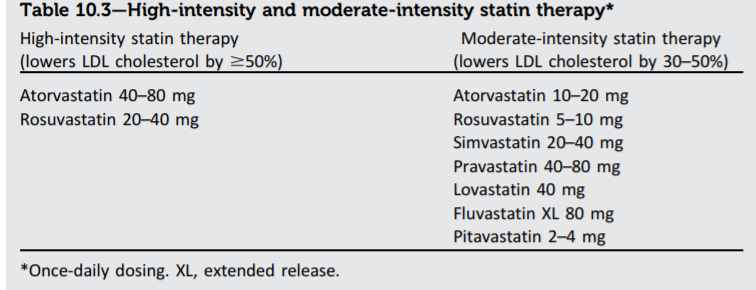 Table 10.3—High-intensity and moderate-intensity statin therapy*
High-intensity statin therapy
(lowers LDL cholesterol by ≥50%)
Moderate-intensity statin therapy
(lowers LDL cholesterol by 30–50%)
Atorvastatin 40–80 mg
Rosuvastatin 20–40 mg
Atorvastatin 10–20 mg
Rosuvastatin 5–10 mg
Simvastatin 20–40 mg
Pravastatin 40–80 mg
Lovastatin 40 mg
Fluvastatin XL 80 mg
Pitavastatin 2–4 mg
*Once-daily dosing. XL, extended release.